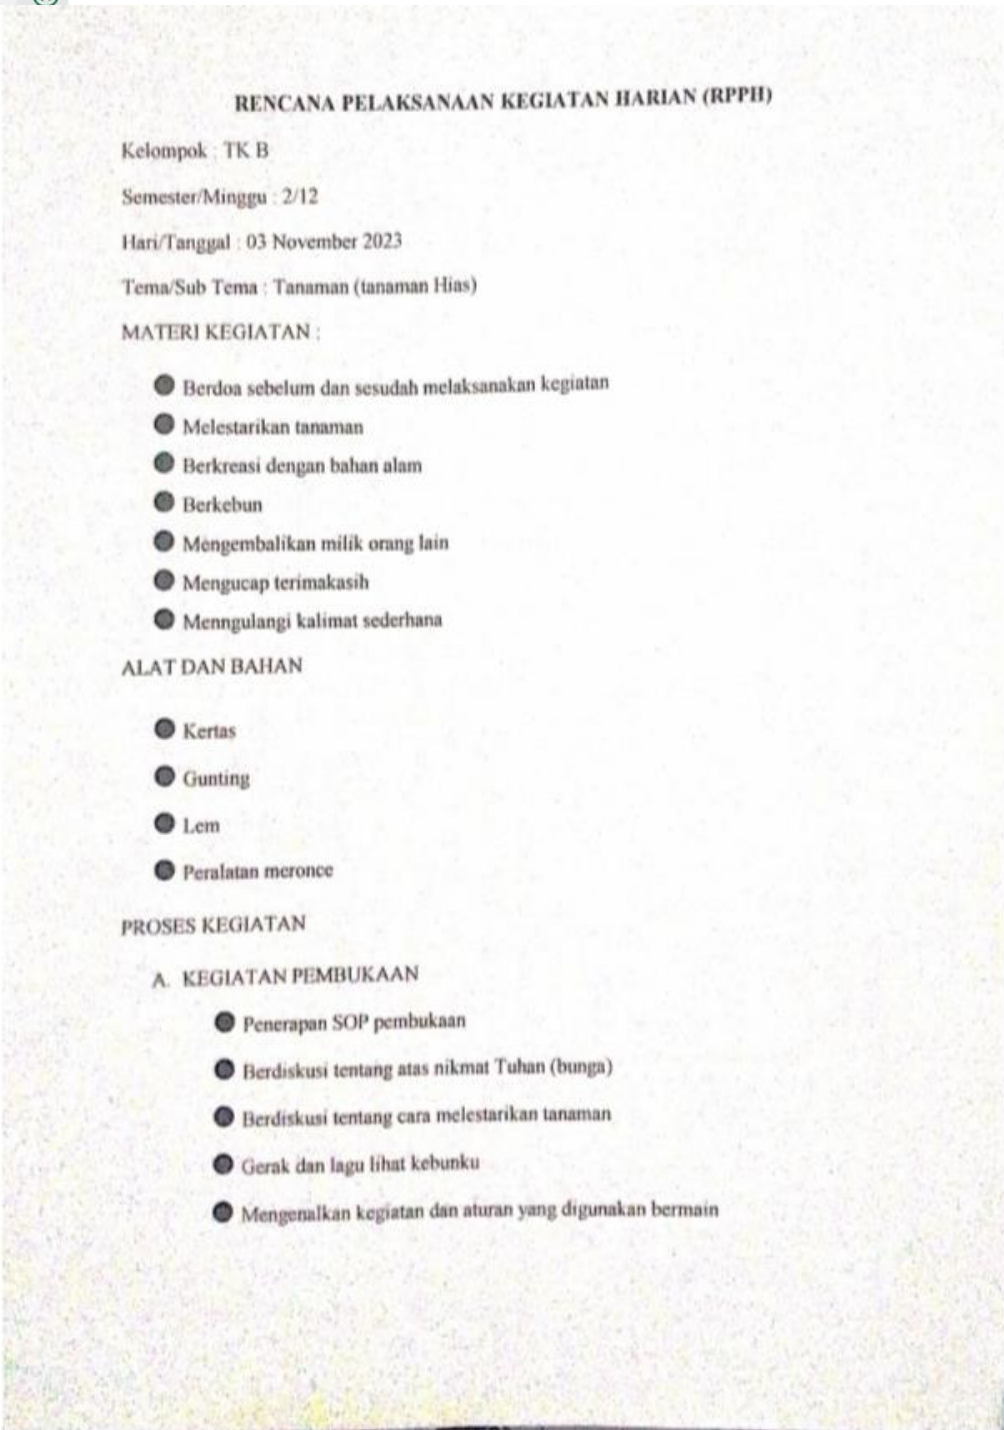 RENCANA PELAKSANAAN KEGIATAN HARIAN (RPPH)
Kelompok : TK B
Semester/Minggu : 2/12
Hari/Tanggal : 03 November 2023
Tema/Sub Tema : Tanaman (tanaman Hias)
MATERI KEGIATAN :
Berdoa sebelum dan sesudah melaksanakan kegiatan
Melestarikan tanaman
Berkreasi dengan bahan alam
Berkebun
Mengembalikan milik orang lain
Mengucap terimakasih
Menngulangi kalimat sederhana
ALAT DAN BAHAN
Kertas
Gunting
Lem
Peralatan meronce
PROSES KEGIATAN
A. KEGIATAN PEMBUKAAN
Penerapan SOP pembukaan
Berdiskusi tentang atas nikmat Tuhan (bunga)
Berdiskusi tentang cara melestarikan tanaman
Gerak dan lagu lihat kebunku
Mengenalkan kegiatan dan aturan yang digunakan bermain